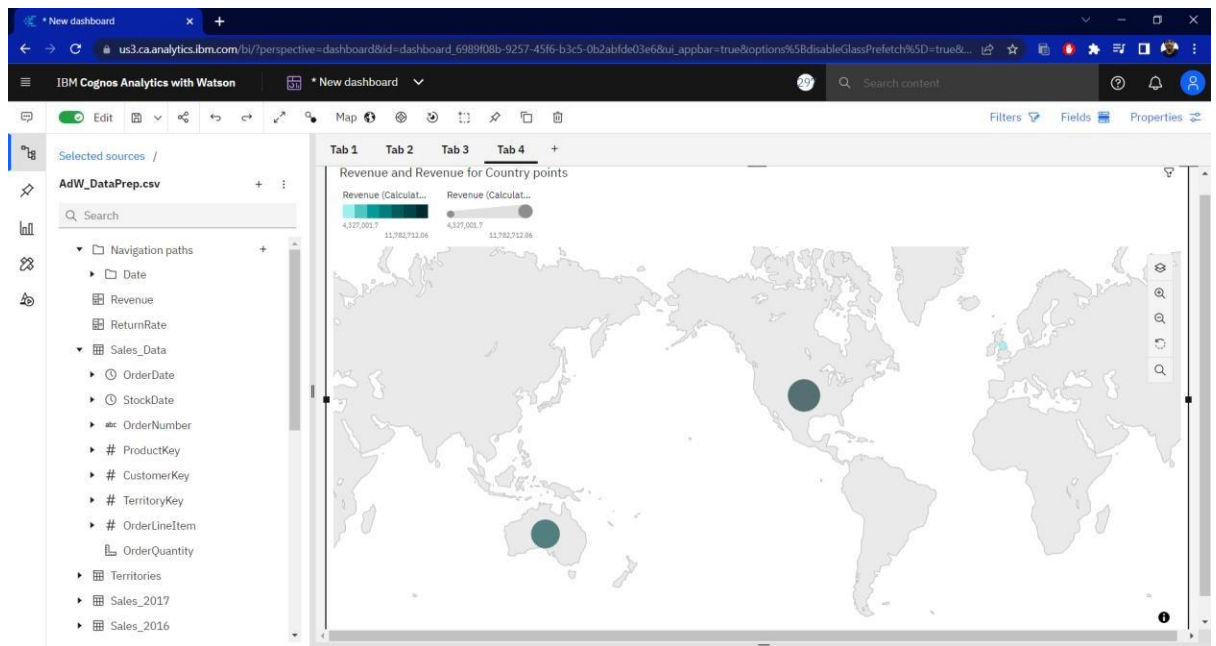 * New dashboard
us3.ca.analytics.ibm.com/bi/?perspective=dashboard&id=dashboard_6989f08b-9257-45f6-b3c5-0b2abfde03e6&ui_appbar=true&options%5BdisableGlassPrefetch%5D=true&...
IBM Cognos Analytics with Watson
* New dashboard
29
Search content
Edit
Map
Filters
Fields
Properties
Selected sources /
Tab 1 Tab 2 Tab 3 Tab 4 +
AdW_DataPrep.csv
Search
Navigation paths
Date
Revenue
ReturnRate
Sales_Data
OrderDate
StockDate
abc OrderNumber
# ProductKey
# CustomerKey
# TerritoryKey
# OrderLineItem
OrderQuantity
Territories
Sales_2017
Sales_2016
Revenue and Revenue for Country points
Revenue (Calculat...
4,327,001.7
11,782,712.06
Revenue (Calculat...
4,327,001.7
11,782,712.06